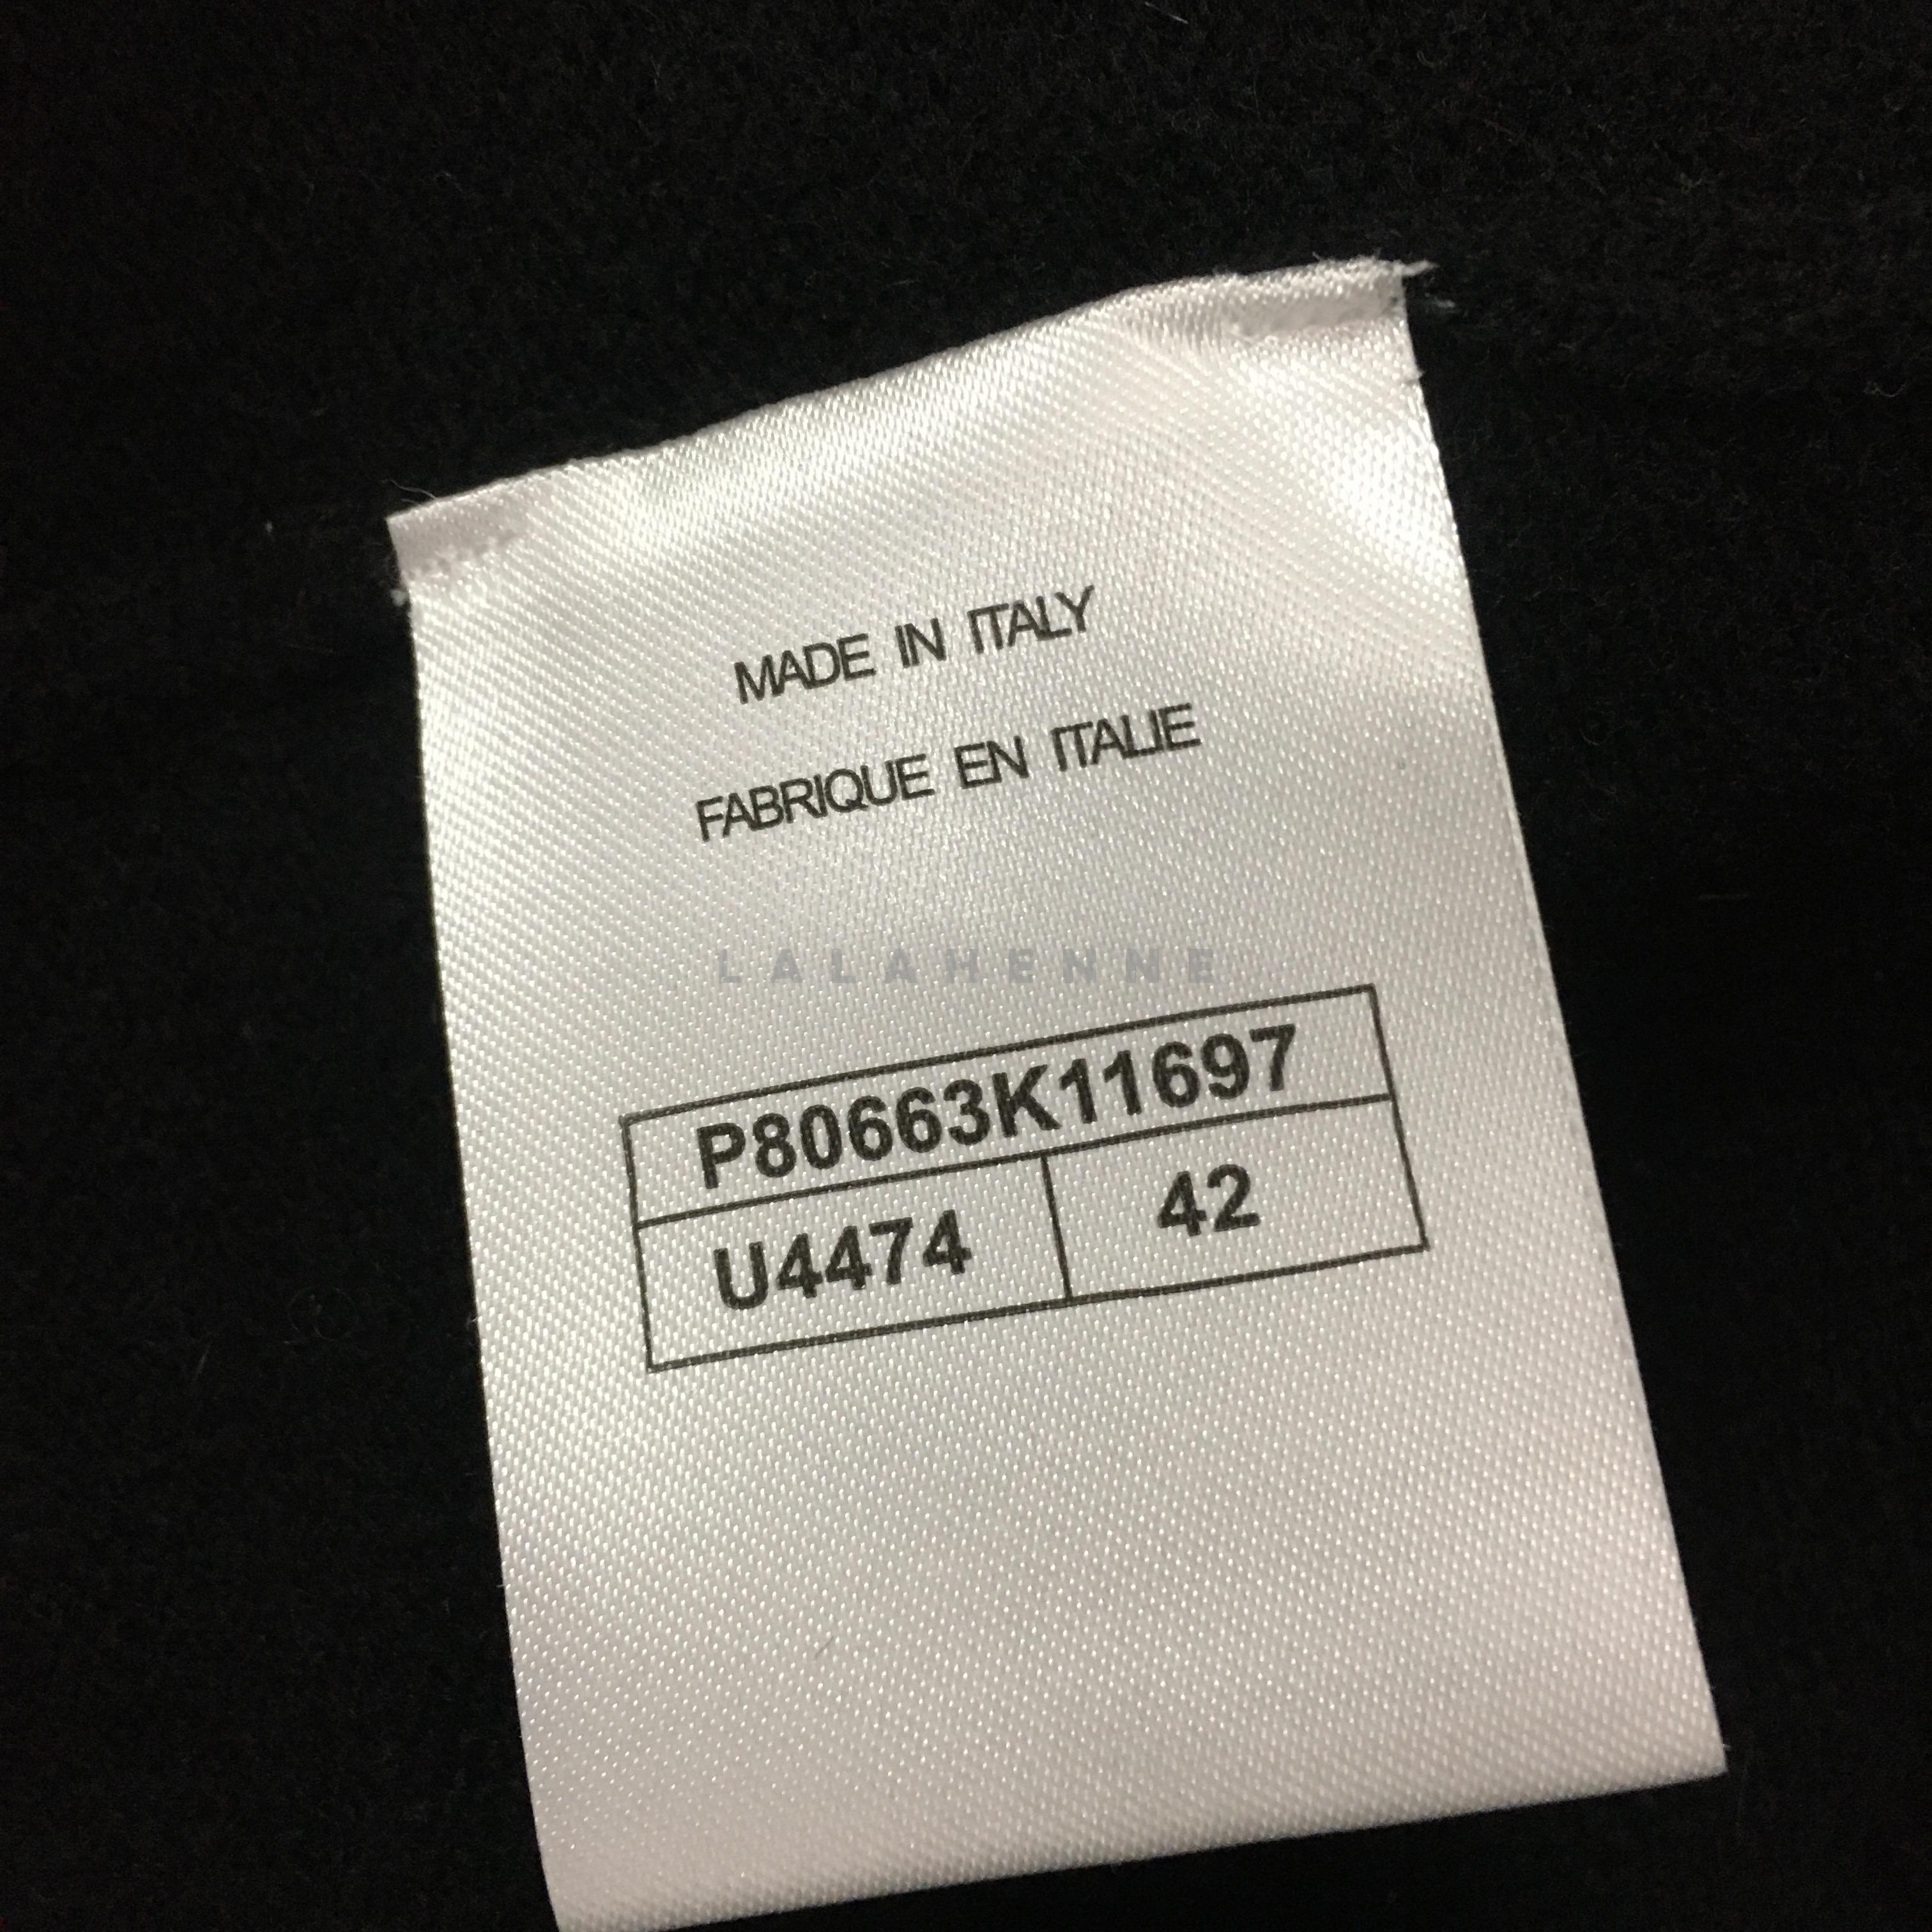 MADE IN ITALY
FABRIQUE EN ITALIE
LALAHENNE
P80663K11697
U4474 42